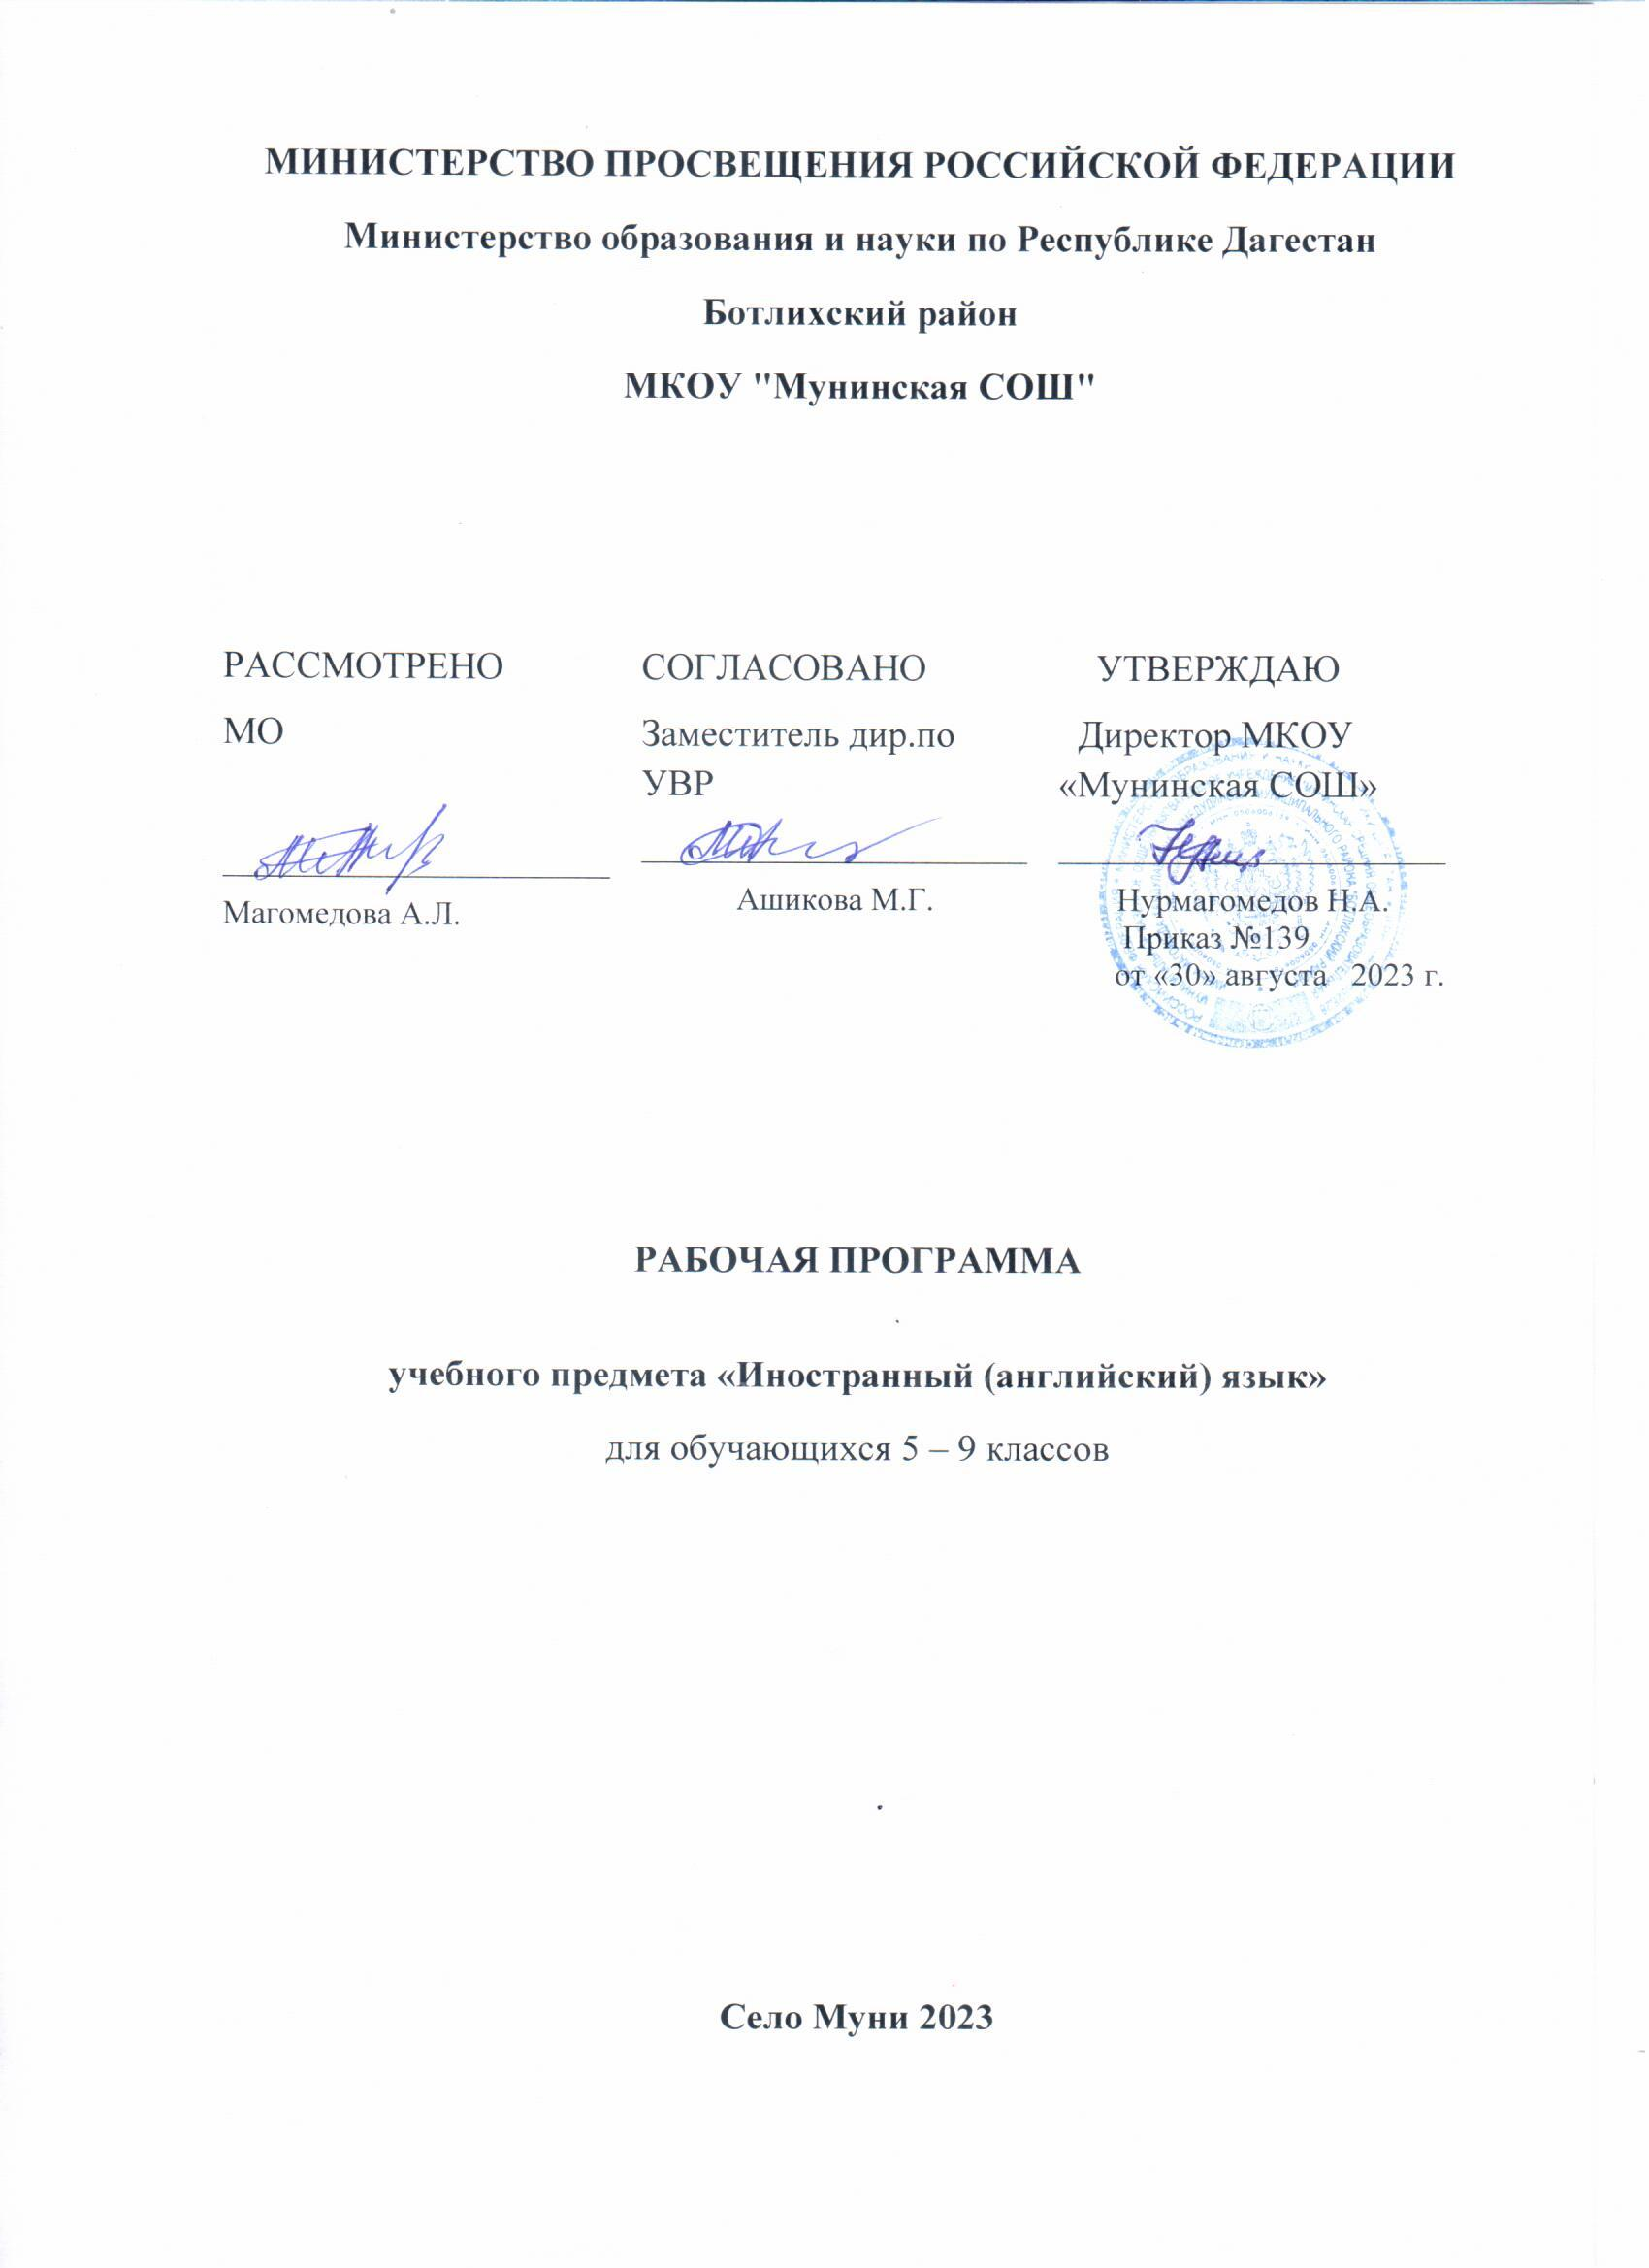 МИНИСТЕРСТВО ПРОСВЕЩЕНИЯ РОССИЙСКОЙ ФЕДЕРАЦИИ
Министерство образования и науки по Республике Дагестан
Ботлихский район
МКОУ "Мунинская СОШ"
РАССМОТРЕНО
МО
Магомедова А.Л.
СОГЛАСОВАНО
Заместитель дир.по
УВР
Ашикова М.Г.
УТВЕРЖДАЮ
Директор МКОУ
«Мунинская СОШ»
Нурмагомедов Н.А.
Приказ №139
от «30» августа 2023 г.
РАБОЧАЯ ПРОГРАММА
учебного предмета «Иностранный (английский) язык»
для обучающихся 5 – 9 классов
Село Муни 2023